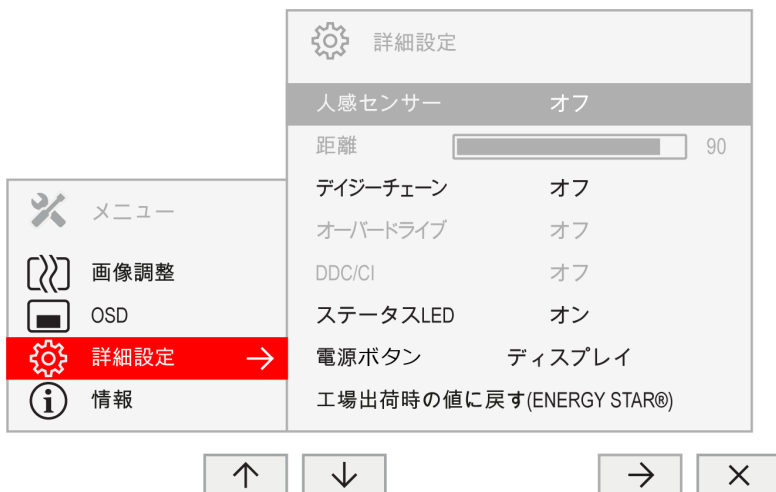 詳細設定
人感センサー オフ
距離 90
デイジーチェーン オフ
オーバードライブ オフ
DDC/CI オフ
ステータスLED オン
電源ボタン ディスプレイ
工場出荷時の値に戻す(ENERGY STAR®)
メニュー
画像調整
OSD
詳細設定
情報